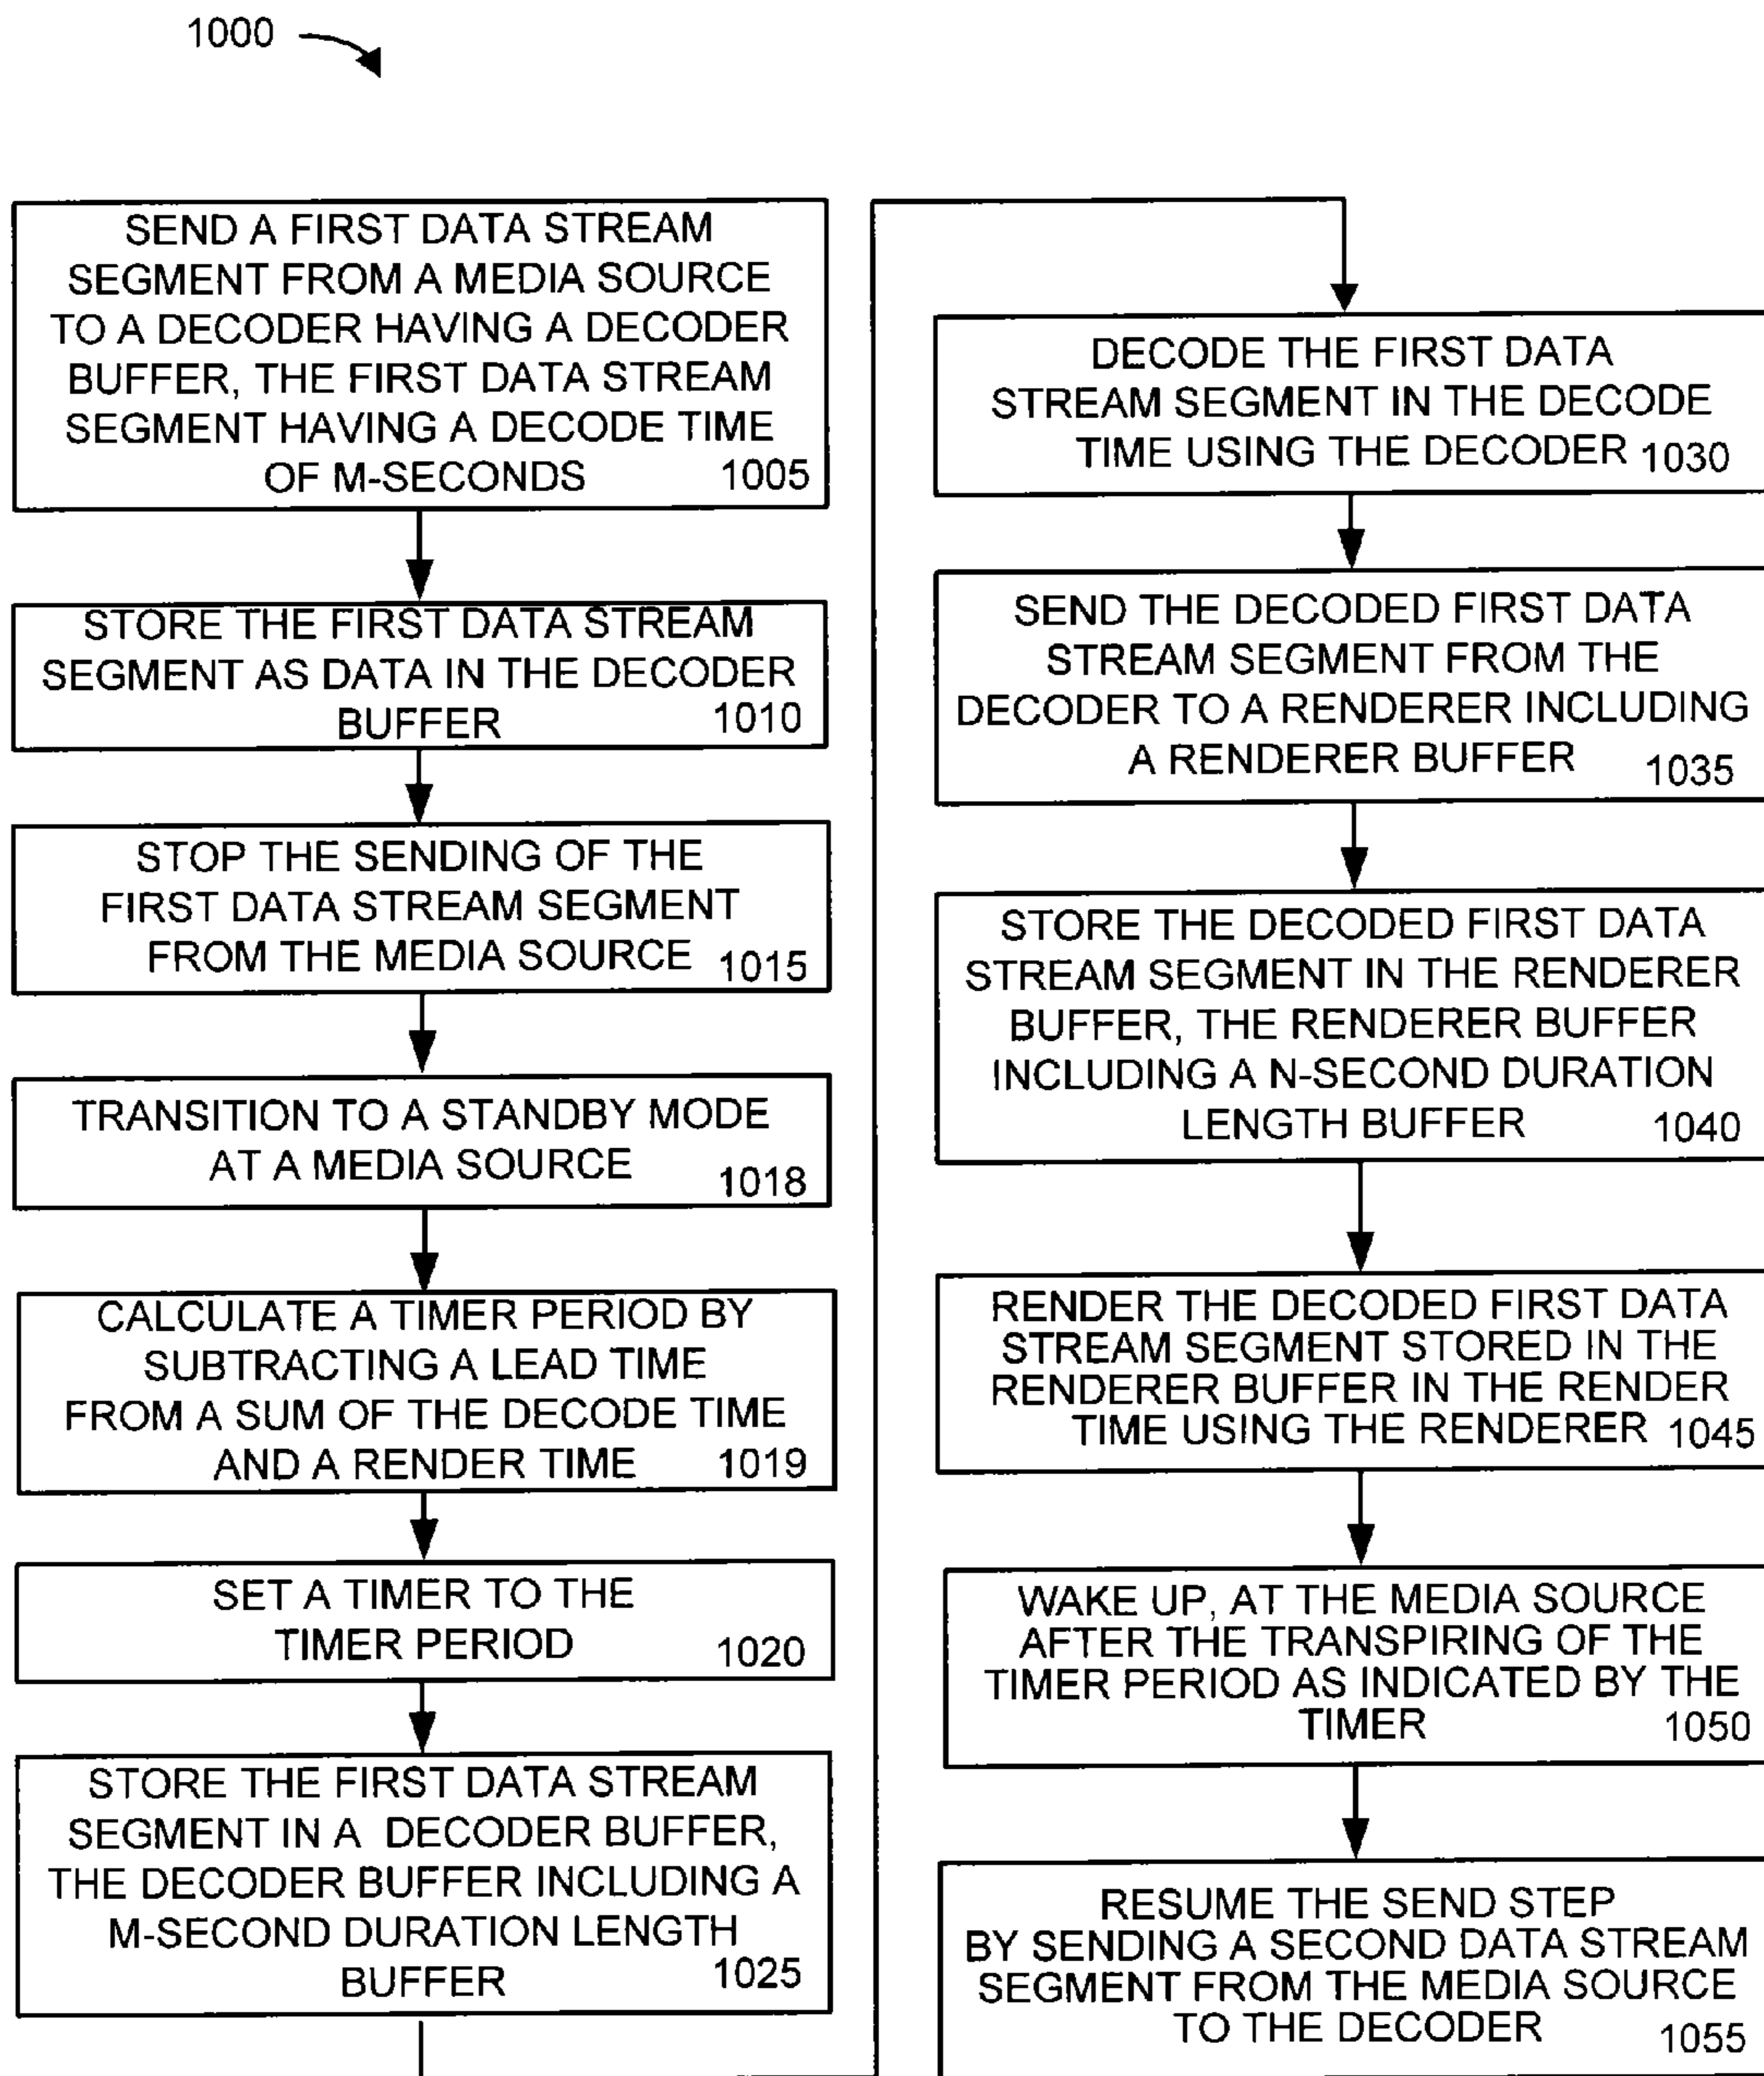 1000
SEND A FIRST DATA STREAM
SEGMENT FROM A MEDIA SOURCE
TO A DECODER HAVING A DECODER
BUFFER, THE FIRST DATA STREAM
SEGMENT HAVING A DECODE TIME
OF M-SECONDS 1005
STORE THE FIRST DATA STREAM
SEGMENT AS DATA IN THE DECODER
BUFFER 1010
STOP THE SENDING OF THE
FIRST DATA STREAM SEGMENT
FROM THE MEDIA SOURCE 1015
TRANSITION TO A STANDBY MODE
AT A MEDIA SOURCE 1018
CALCULATE A TIMER PERIOD BY
SUBTRACTING A LEAD TIME
FROM A SUM OF THE DECODE TIME
AND A RENDER TIME 1019
SET A TIMER TO THE
TIMER PERIOD 1020
STORE THE FIRST DATA STREAM
SEGMENT IN A DECODER BUFFER,
THE DECODER BUFFER INCLUDING A
M-SECOND DURATION LENGTH
BUFFER 1025
DECODE THE FIRST DATA
STREAM SEGMENT IN THE DECODE
TIME USING THE DECODER 1030
SEND THE DECODED FIRST DATA
STREAM SEGMENT FROM THE
DECODER TO A RENDERER INCLUDING
A RENDERER BUFFER 1035
STORE THE DECODED FIRST DATA
STREAM SEGMENT IN THE RENDERER
BUFFER, THE RENDERER BUFFER
INCLUDING A N-SECOND DURATION
LENGTH BUFFER 1040
RENDER THE DECODED FIRST DATA
STREAM SEGMENT STORED IN THE
RENDERER BUFFER IN THE RENDER
TIME USING THE RENDERER 1045
WAKE UP, AT THE MEDIA SOURCE
AFTER THE TRANSPIRING OF THE
TIMER PERIOD AS INDICATED BY THE
TIMER 1050
RESUME THE SEND STEP
BY SENDING A SECOND DATA STREAM
SEGMENT FROM THE MEDIA SOURCE
TO THE DECODER 1055